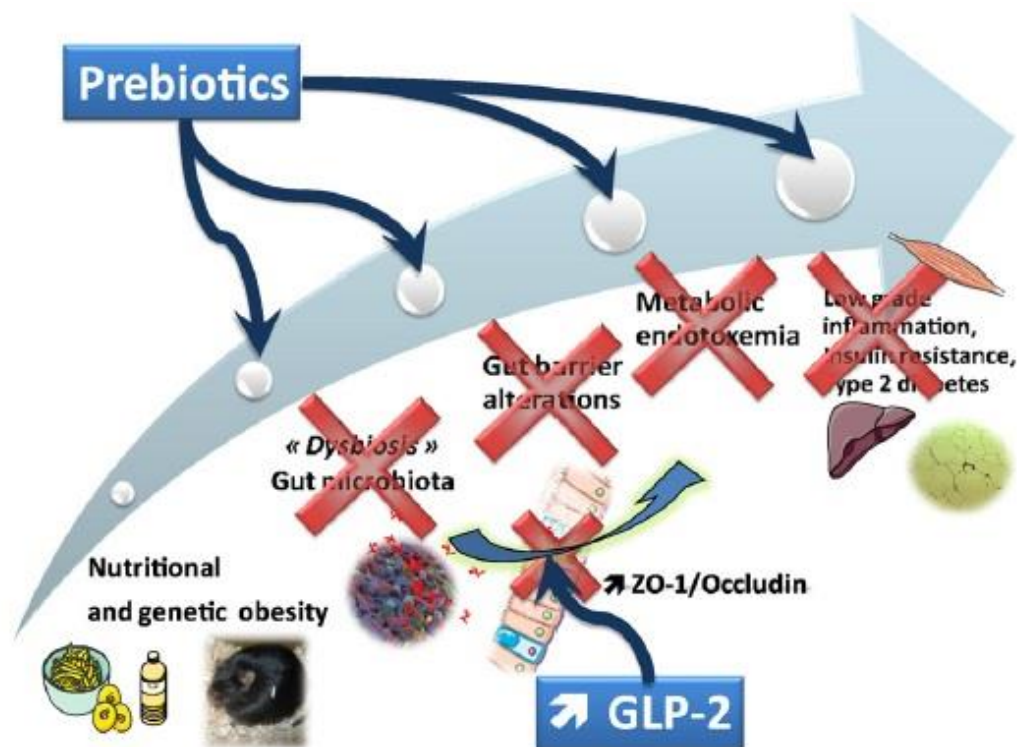 Prebiotics
Metabolic
endotoxemia
Low grade
inflammation,
Insulin resistance,
Type 2 diabetes
Gut barrier
alterations
« Dysbiosis »
Gut microbiota
Nutritional
and genetic obesity
↗ ZO-1/Occludin
↗ GLP-2